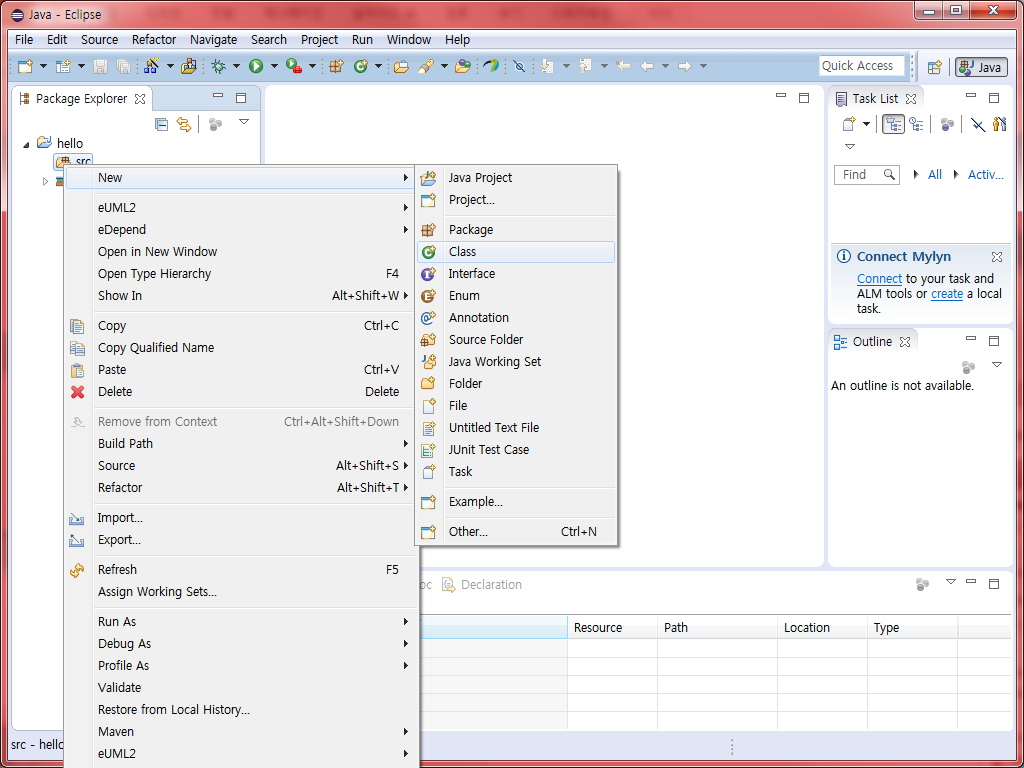 Java - Eclipse
File Edit Source Refactor Navigate Search Project Run Window Help
Quick Access
Java
Package Explorer
hello
src
New
eUML2
eDepend
Open in New Window
Open Type Hierarchy F4
Show In Alt+Shift+W
Copy Ctrl+C
Copy Qualified Name
Paste Ctrl+V
Delete Delete
Remove from Context Ctrl+Alt+Shift+Down
Build Path
Source Alt+Shift+S
Refactor Alt+Shift+T
Import...
Export...
Refresh F5
Assign Working Sets...
Run As
Debug As
Profile As
Validate
Restore from Local History...
Maven
eUML2
Java Project
Project...
Package
Class
Interface
Enum
Annotation
Source Folder
Java Working Set
Folder
File
Untitled Text File
JUnit Test Case
Task
Example...
Other... Ctrl+N
Task List
Find All Activ...
Connect Mylyn
Connect to your task and
ALM tools or create a local
task.
Outline
An outline is not available.
Declaration
Resource Path Location Type
src - hello